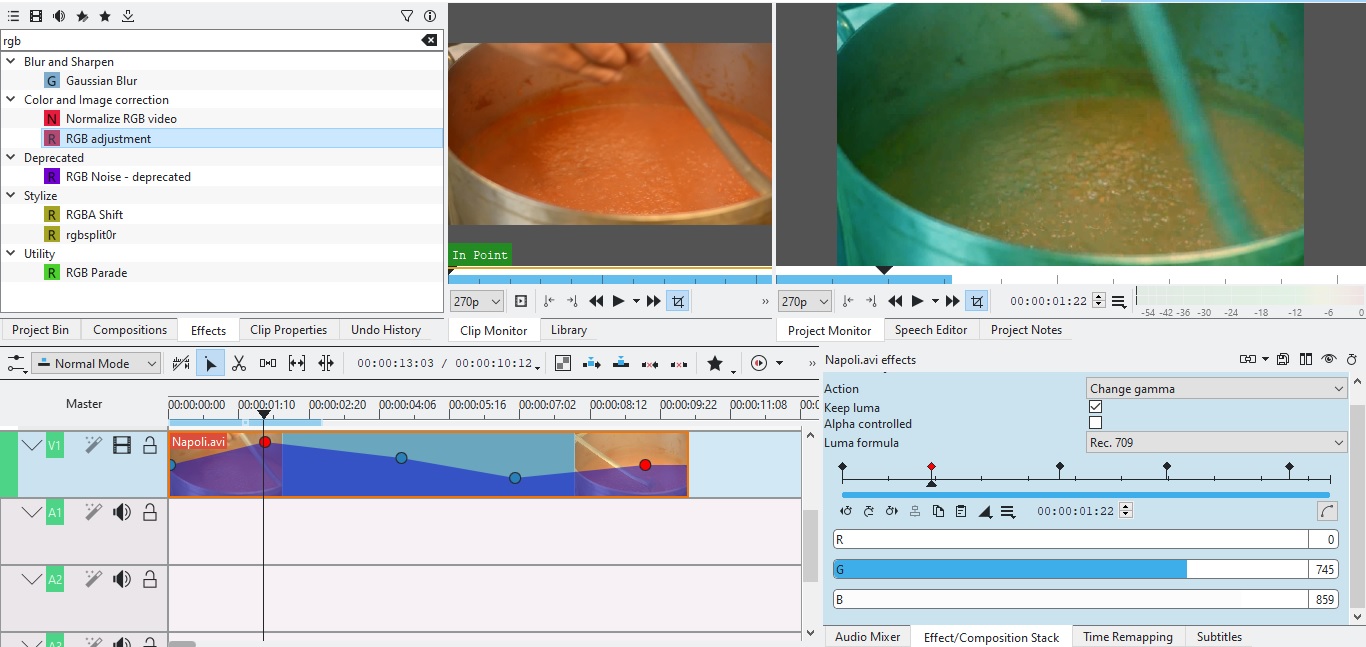 rgb
Blur and Sharpen
G Gaussian Blur
Color and Image correction
N Normalize RGB video
R RGB adjustment
Deprecated
R RGB Noise - deprecated
Stylize
R RGBA Shift
R rgbsplit0r
Utility
R RGB Parade
Project Bin Compositions Effects Clip Properties Undo History
In Point
270p
Clip Monitor Library
270p 00:00:01:22
-54 -42 -36 -30 -24 -18 -12 -6 0
Project Monitor Speech Editor Project Notes
Normal Mode 00:00:13:03 / 00:00:10:12
Master 00:00:00:00 00:00:01:10 00:00:02:20 00:00:04:06 00:00:05:16 00:00:07:02 00:00:08:12 00:00:09:22 00:00:11:08
V1 Napoli.avi
A1
A2
Napoli.avi effects
Action Change gamma
Keep luma
Alpha controlled
Luma formula Rec. 709
00:00:01:22
R 0
G 745
B 859
Audio Mixer Effect/Composition Stack Time Remapping Subtitles